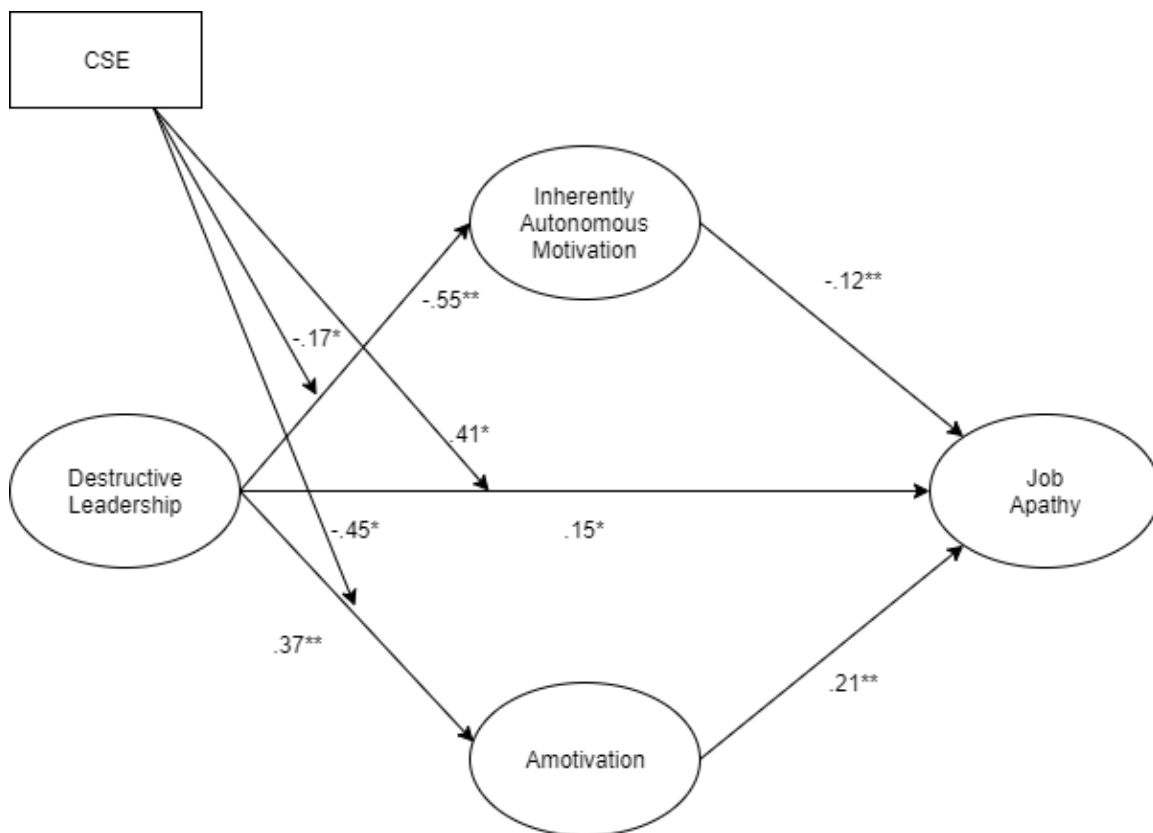 CSE
Inherently
Autonomous
Motivation
-.55**
-.12**
-.17*
.41*
Destructive
Leadership
Job
Apathy
-.45*
.15*
.37**
.21**
Amotivation